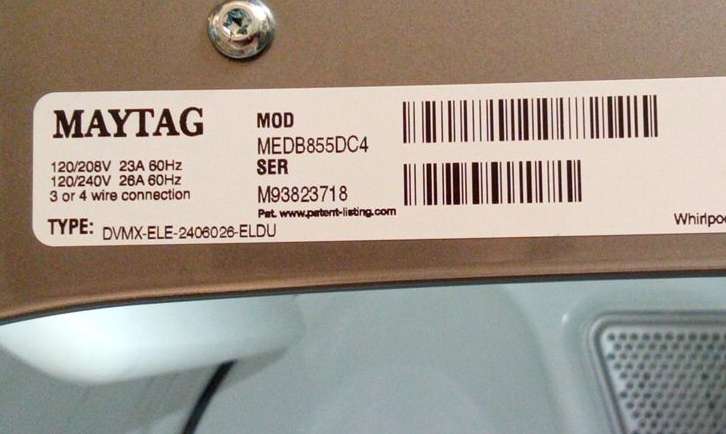 MAYTAG
120/208V 23A 60Hz
120/240V 26A 60Hz
3 or 4 wire connection
MOD
MEDB855DC4
SER
M93823718
Pat. www.patent-listing.com
TYPE: DVMX-ELE-2406026-ELDU
Whirlpoo